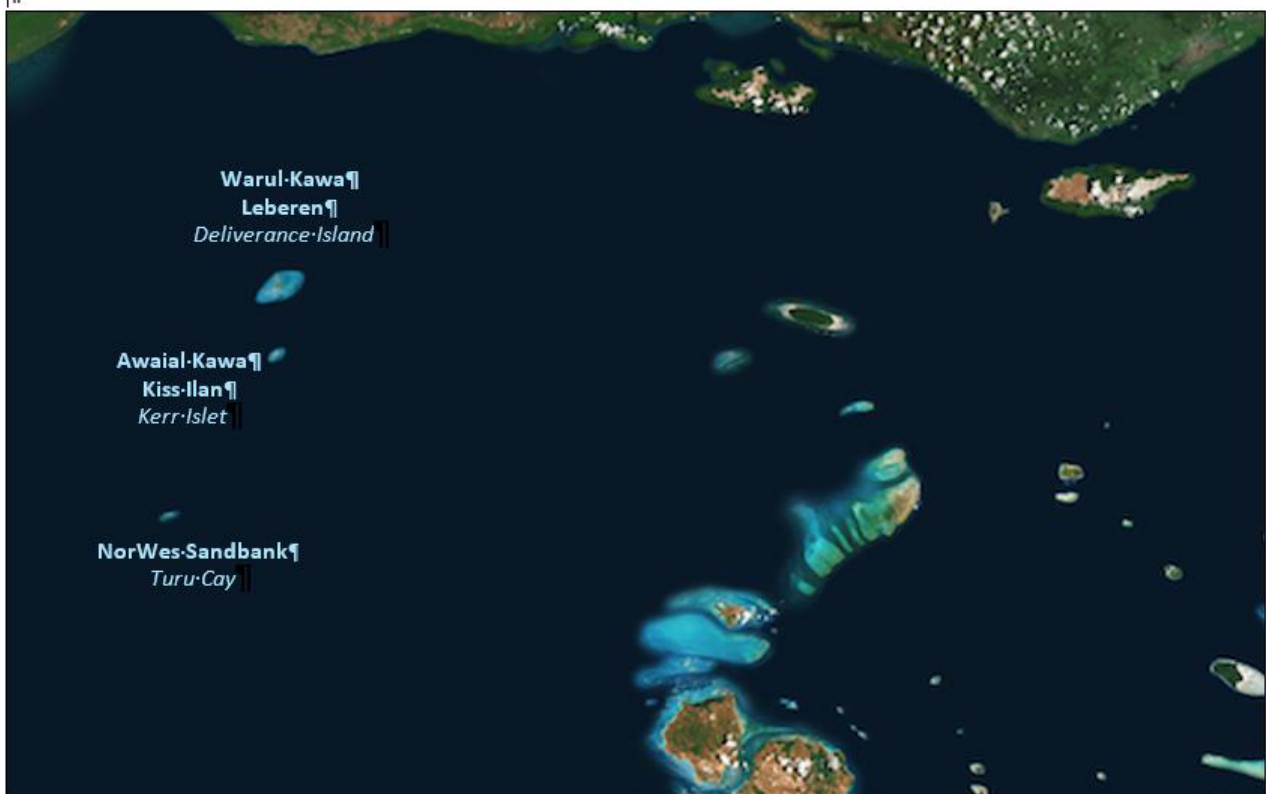 Warul·Kawa¶
Leberen¶
Deliverance·Island¶
Awaial·Kawa¶
Kiss·Ilan¶
Kerr·Islet¶
NorWes·Sandbank¶
Turu·Cay¶